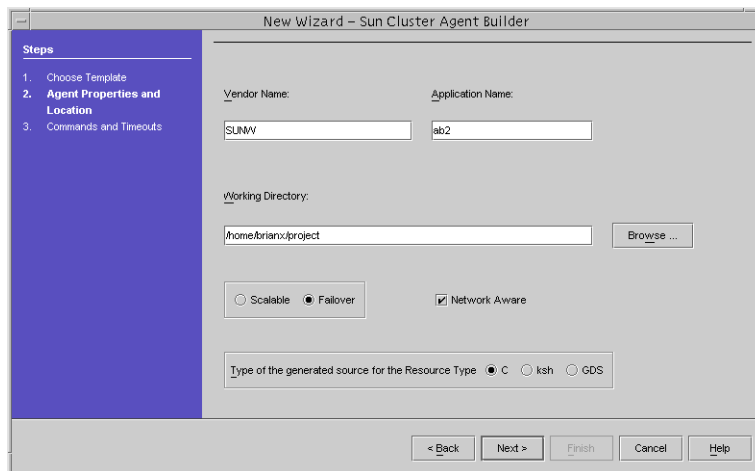 New Wizard – Sun Cluster Agent Builder
Steps
1. Choose Template
2. Agent Properties and
Location
3. Commands and Timeouts
Vendor Name: Application Name:
SUNW ab2
Working Directory:
/home/brianx/project Browse ...
Scalable Failover Network Aware
Type of the generated source for the Resource Type C ksh GDS
< Back Next > Finish Cancel Help